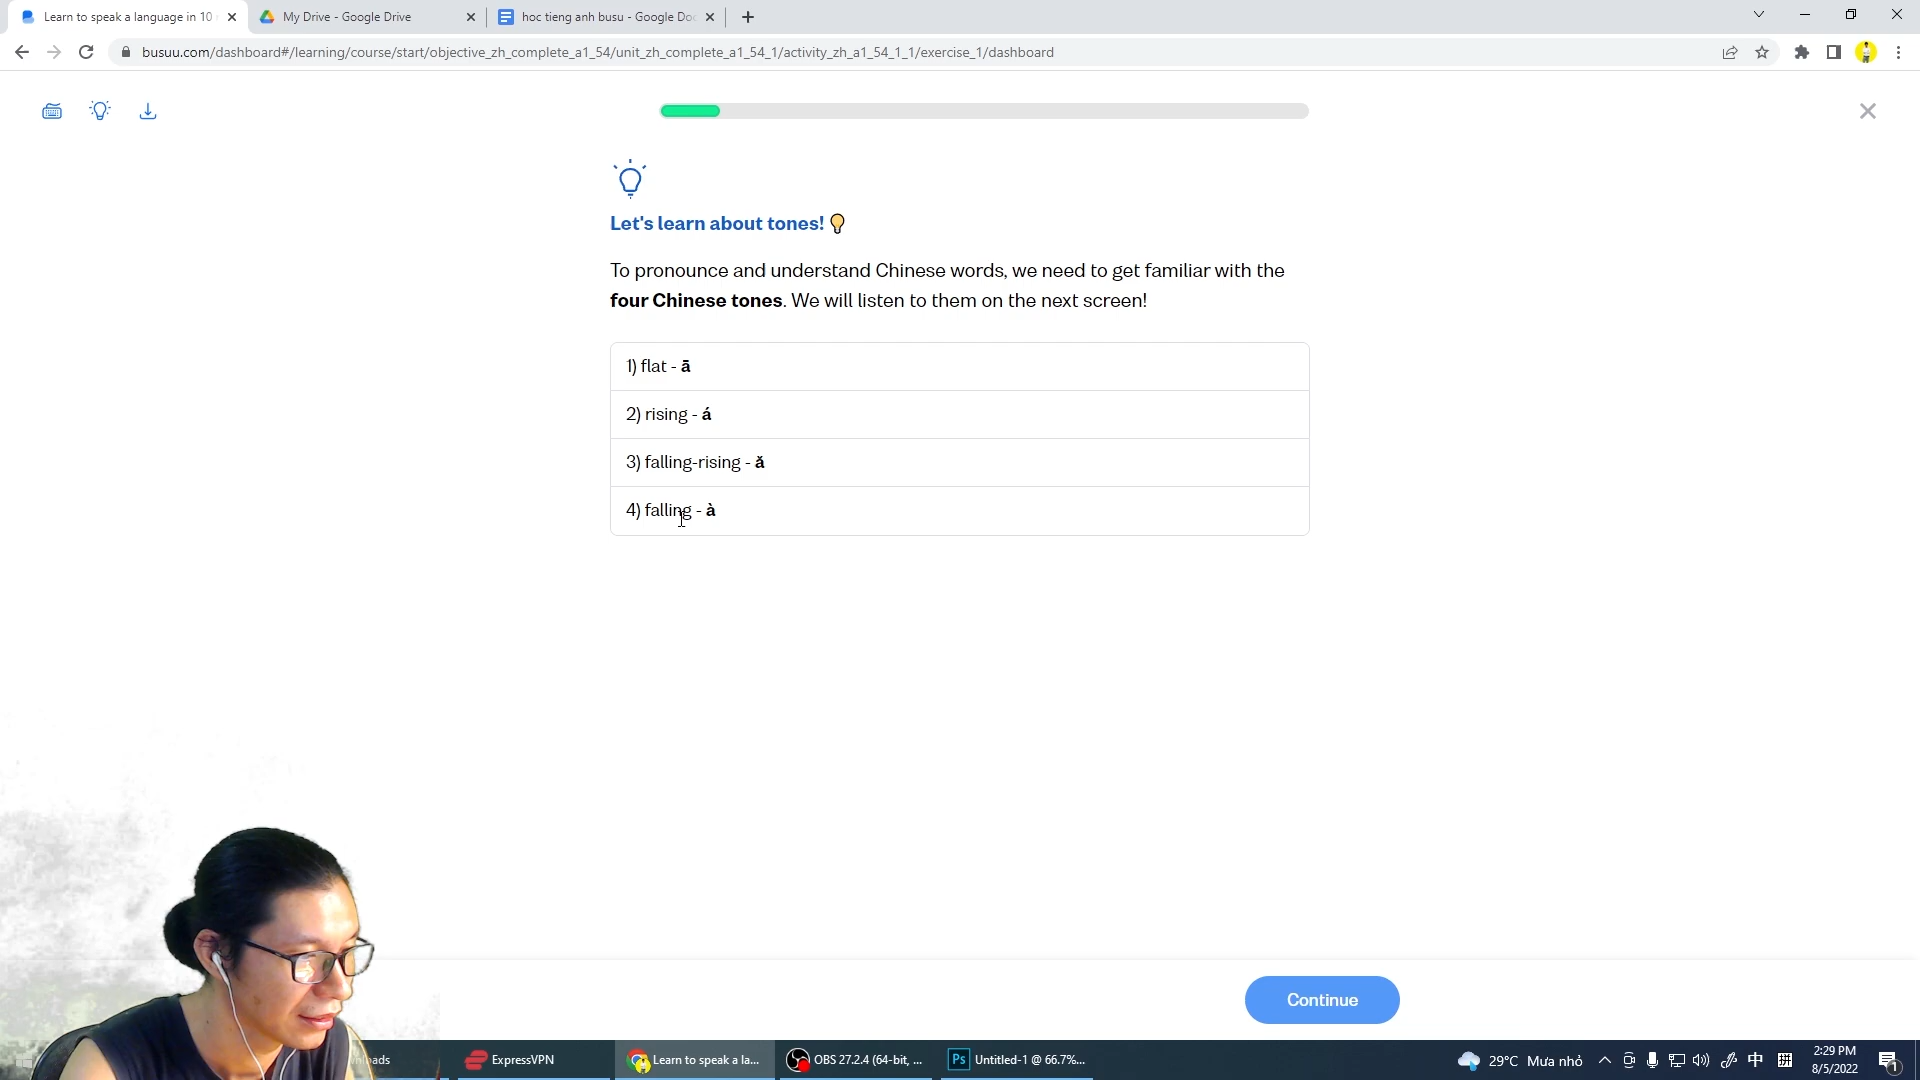 Learn to speak a language in 10
My Drive - Google Drive
hoc tieng anh busu - Google Doc
busuu.com/dashboard#/learning/course/start/objective_zh_complete_a1_54/unit_zh_complete_a1_54_1/activity_zh_a1_54_1_1/exercise_1/dashboard
Let's learn about tones!
To pronounce and understand Chinese words, we need to get familiar with the
four Chinese tones. We will listen to them on the next screen!
1) flat - ā
2) rising - á
3) falling-rising - ǎ
4) falling - à
Continue
ExpressVPN
Learn to speak a la...
OBS 27.2.4 (64-bit, ...
Ps Untitled-1 @ 66.7%...
29°C Mưa nhỏ
中 拼
2:29 PM
8/5/2022
1